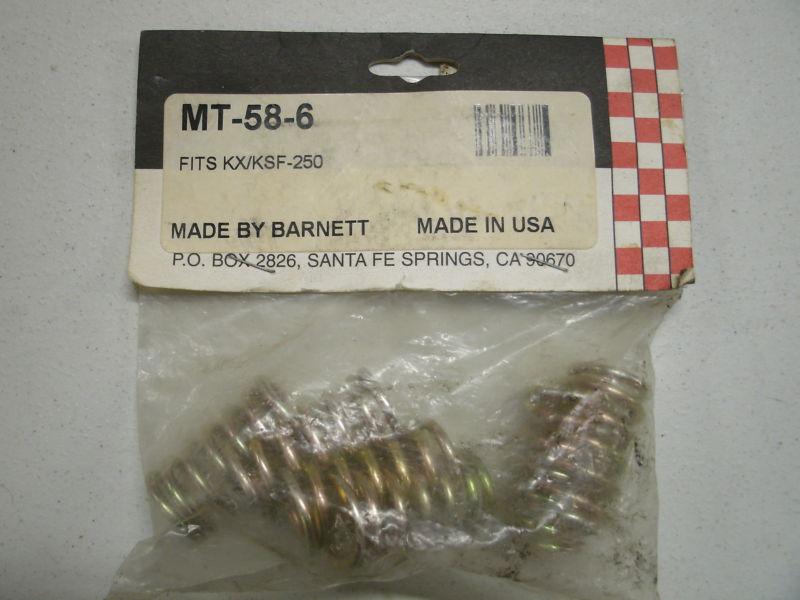 MT-58-6
FITS KX/KSF-250
MADE BY BARNETT MADE IN USA
P.O. BOX 2826, SANTA FE SPRINGS, CA 90670